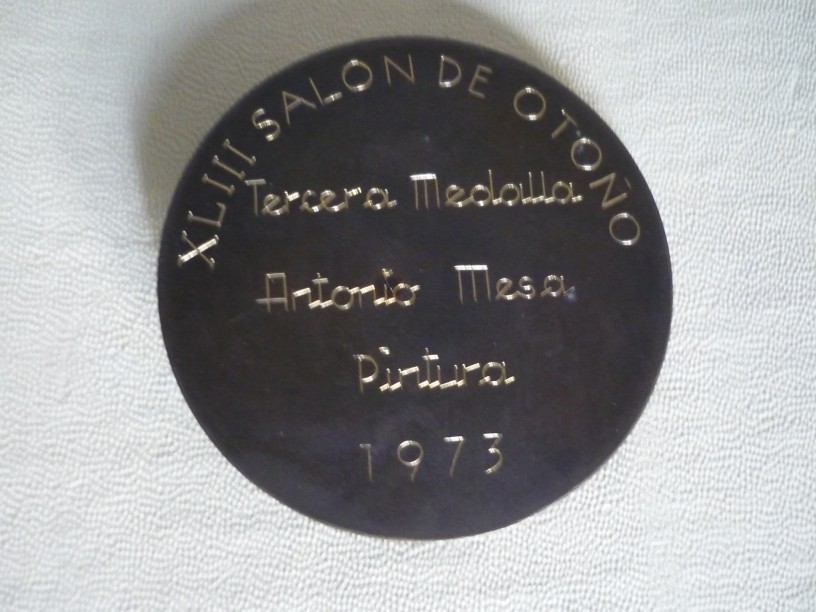 XLIII SALON DE OTOÑO
Tercera Medalla
Antonio Mesa
Pintura
1973